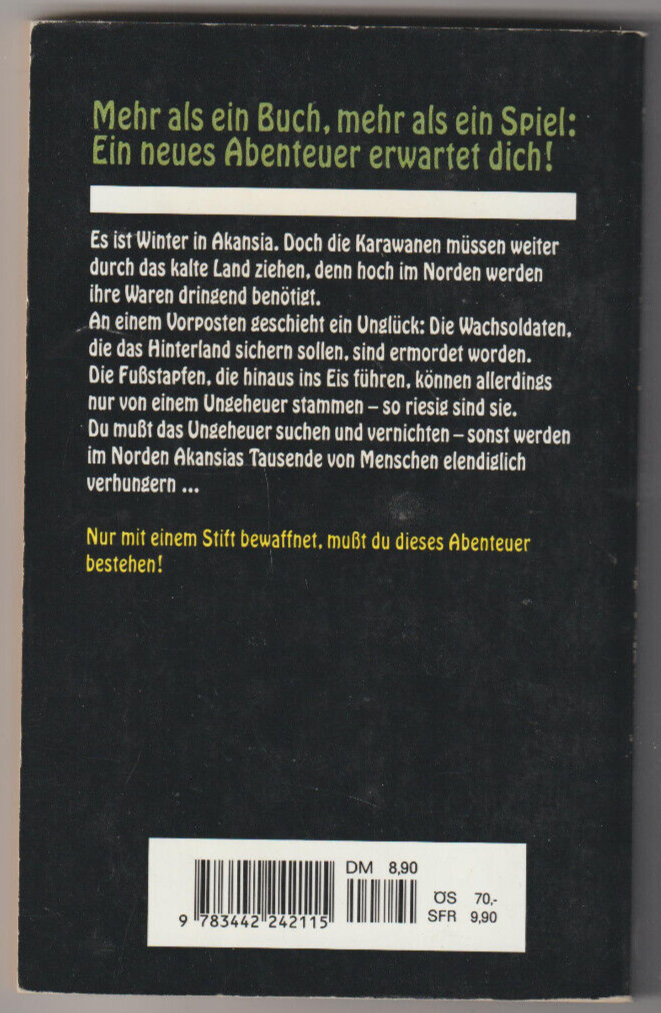 Mehr als ein Buch, mehr als ein Spiel:
Ein neues Abenteuer erwartet dich!
Es ist Winter in Akansia. Doch die Karawanen müssen weiter
durch das kalte Land ziehen, denn hoch im Norden werden
ihre Waren dringend benötigt.
An einem Vorposten geschieht ein Unglück: Die Wachsoldaten,
die das Hinterland sichern sollen, sind ermordet worden.
Die Fußstapfen, die hinaus ins Eis führen, können allerdings
nur von einem Ungeheuer stammen – so riesig sind sie.
Du mußt das Ungeheuer suchen und vernichten – sonst werden
im Norden Akansias Tausende von Menschen elendiglich
verhungern ...
Nur mit einem Stift bewaffnet, mußt du dieses Abenteuer
bestehen!
DM 8,90
ÖS 70,-
SFR 9,90
9 783442 242115